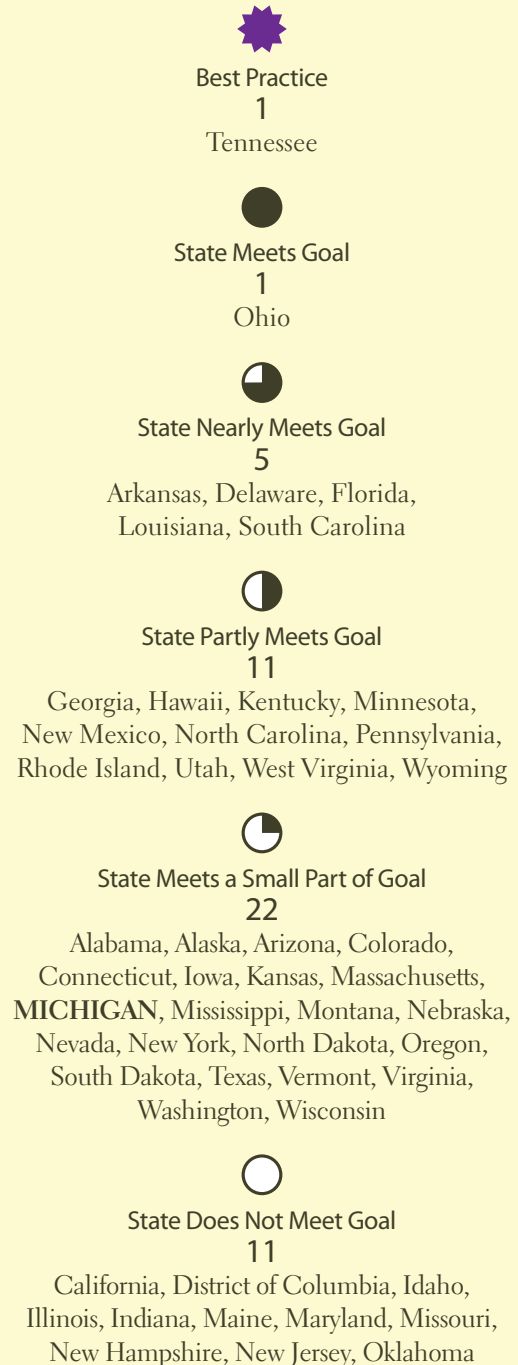 Best Practice
1
Tennessee
State Meets Goal
1
Ohio
State Nearly Meets Goal
5
Arkansas, Delaware, Florida,
Louisiana, South Carolina
State Partly Meets Goal
11
Georgia, Hawaii, Kentucky, Minnesota,
New Mexico, North Carolina, Pennsylvania,
Rhode Island, Utah, West Virginia, Wyoming
State Meets a Small Part of Goal
22
Alabama, Alaska, Arizona, Colorado,
Connecticut, Iowa, Kansas, Massachusetts,
MICHIGAN, Mississippi, Montana, Nebraska,
Nevada, New York, North Dakota, Oregon,
South Dakota, Texas, Vermont, Virginia,
Washington, Wisconsin
State Does Not Meet Goal
11
California, District of Columbia, Idaho,
Illinois, Indiana, Maine, Maryland, Missouri,
New Hampshire, New Jersey, Oklahoma